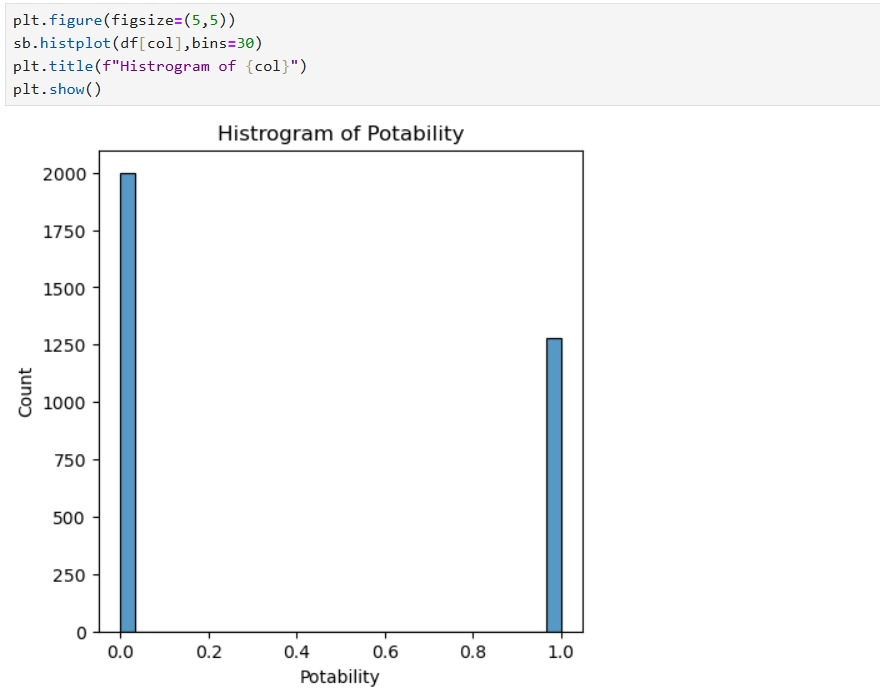 plt.figure(figsize=(5,5))
sb.histplot(df[col],bins=30)
plt.title(f"Histrogram of {col}")
plt.show()
Histrogram of Potability
2000
1750
1500
1250
1000
750
500
250
0
Count
0.0 0.2 0.4 0.6 0.8 1.0
Potability